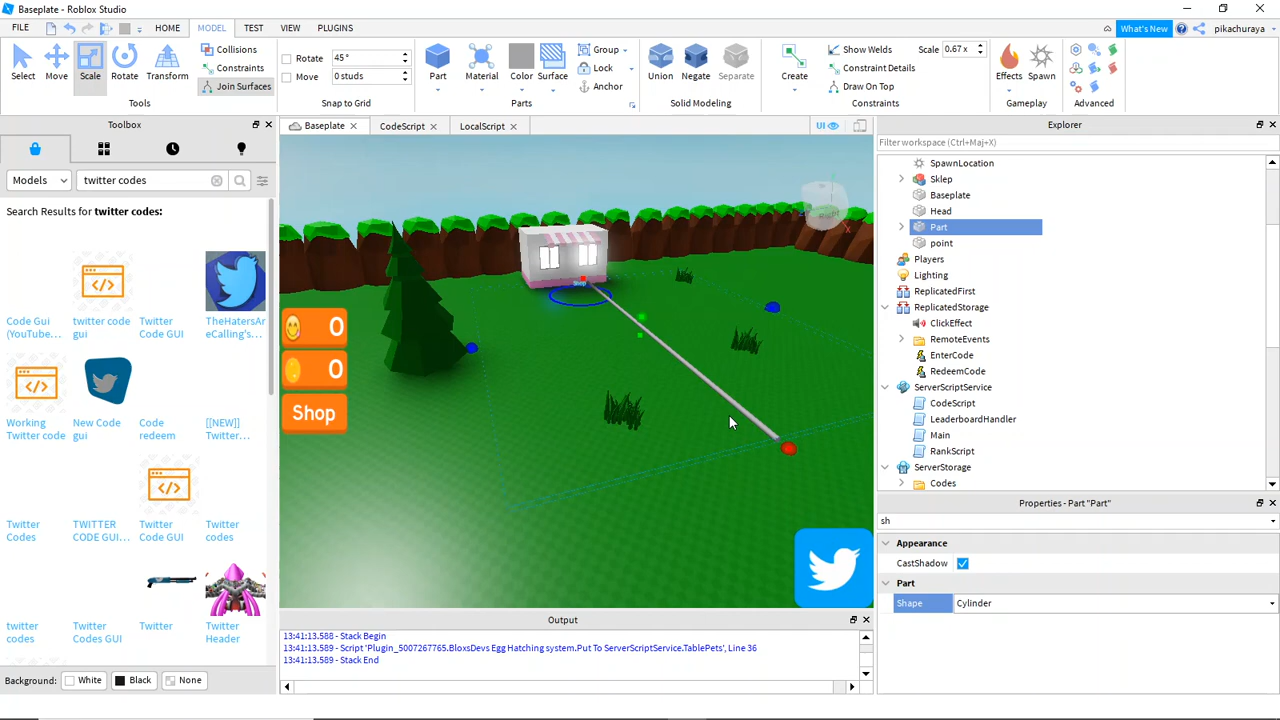 Baseplate - Roblox Studio
FILE HOME MODEL TEST VIEW PLUGINS What's New pikachuraya
Select Move Scale Rotate Transform
Collisions
Constraints
Join Surfaces
Tools
Rotate 45°
Move 0 studs
Snap to Grid
Part Material Color Surface
Group
Lock
Anchor
Parts
Union Negate Separate
Solid Modeling
Create
Show Welds Scale 0.67 x
Constraint Details
Draw On Top
Constraints
Effects Spawn
Gameplay
Advanced
Toolbox
Models twitter codes
Search Results for twitter codes:
Code Gui (YouTube...
twitter code gui
Twitter Code GUI
TheHatersAr eCalling's...
Working Twitter code
New Code gui
Code redeem
[[NEW]] Twitter...
Twitter Codes
TWITTER CODE GUI...
Twitter Code GUI
Twitter codes
twitter codes
Twitter Codes GUI
Twitter
Twitter Header
Background: White Black None
Baseplate CodeScript LocalScript UI
0
0
Shop
Shop
Output
13:41:13.588 - Stack Begin
13:41:13.589 - Script 'Plugin_5007267765.BloxsDevs Egg Hatching system.Put To ServerScriptService.TablePets', Line 36
13:41:13.589 - Stack End
Explorer
Filter workspace (Ctrl+Maj+X)
SpawnLocation
Sklep
Baseplate
Head
Part
point
Players
Lighting
ReplicatedFirst
ReplicatedStorage
ClickEffect
RemoteEvents
EnterCode
RedeemCode
ServerScriptService
CodeScript
LeaderboardHandler
Main
RankScript
ServerStorage
Codes
Properties - Part "Part"
sh
Appearance
CastShadow
Part
Shape Cylinder